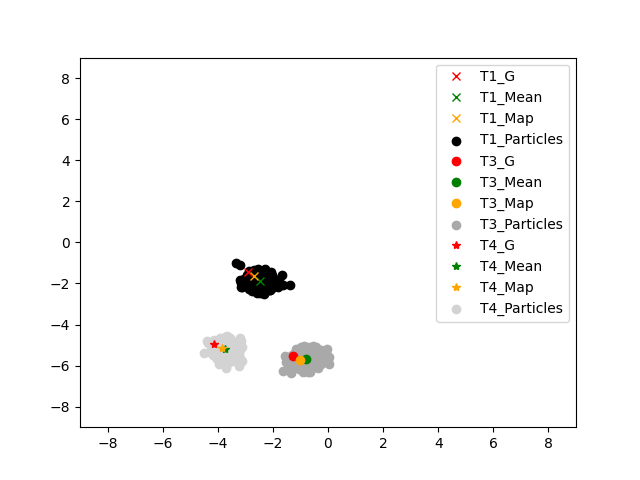 8
6
4
2
0
−2
−4
−6
−8
−8 −6 −4 −2 0 2 4 6 8
T1_G
T1_Mean
T1_Map
T1_Particles
T3_G
T3_Mean
T3_Map
T3_Particles
T4_G
T4_Mean
T4_Map
T4_Particles